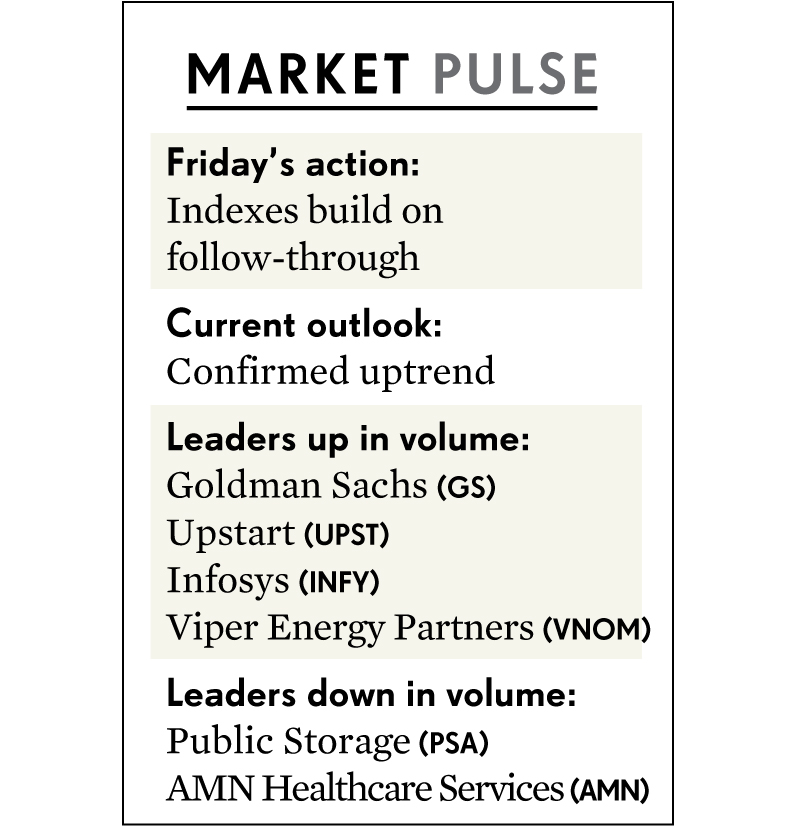 MARKET PULSE
Friday’s action:
Indexes build on
follow-through
Current outlook:
Confirmed uptrend
Leaders up in volume:
Goldman Sachs (GS)
Upstart (UPST)
Infosys (INFY)
Viper Energy Partners (VNOM)
Leaders down in volume:
Public Storage (PSA)
AMN Healthcare Services (AMN)